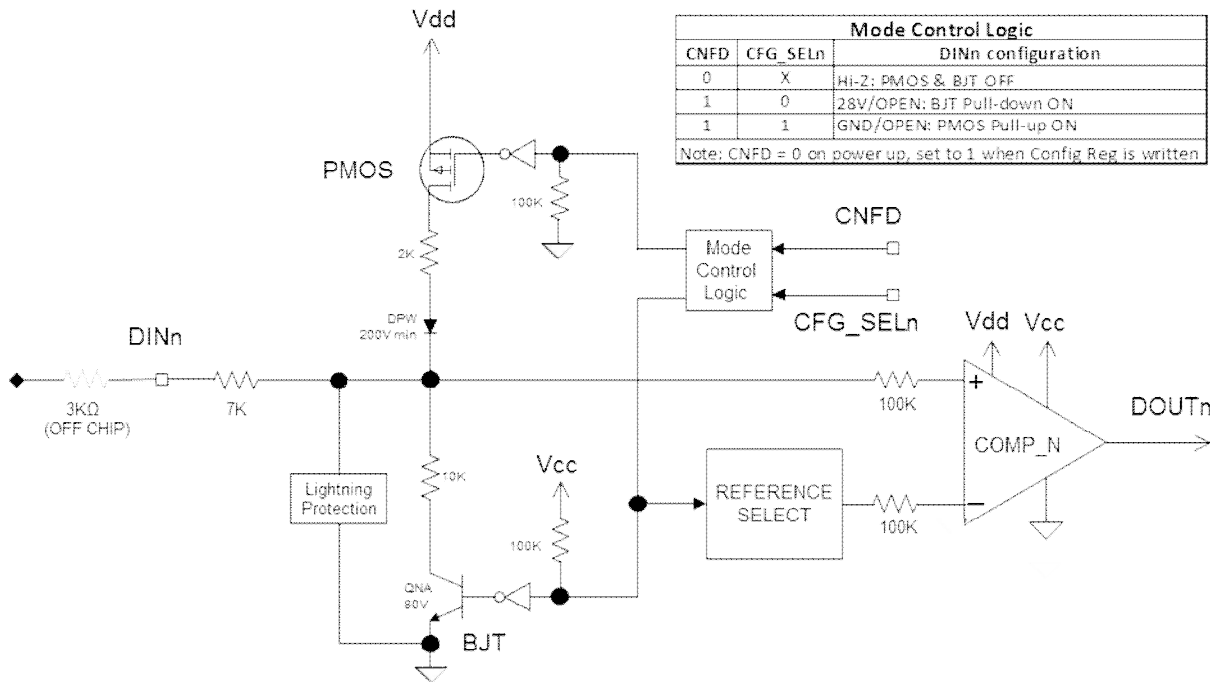 Vdd
Mode Control Logic
CNFD CFG_SELn DINn configuration
0 X Hi-Z: PMOS & BJT OFF
1 0 28V/OPEN: BJT Pull-down ON
1 1 GND/OPEN: PMOS Pull-up ON
Note: CNFD = 0 on power up, set to 1 when Config Reg is written
PMOS
100K
CNFD
2K
Mode
Control
Logic
CFG_SELn
DPW
200V min
DINn
Vdd
Vcc
3KΩ
(OFF CHIP)
7K
100K
+
COMP_N
DOUTn
Lightning
Protection
10K
Vcc
REFERENCE
SELECT
100K
−
100K
QNA
80V
BJT